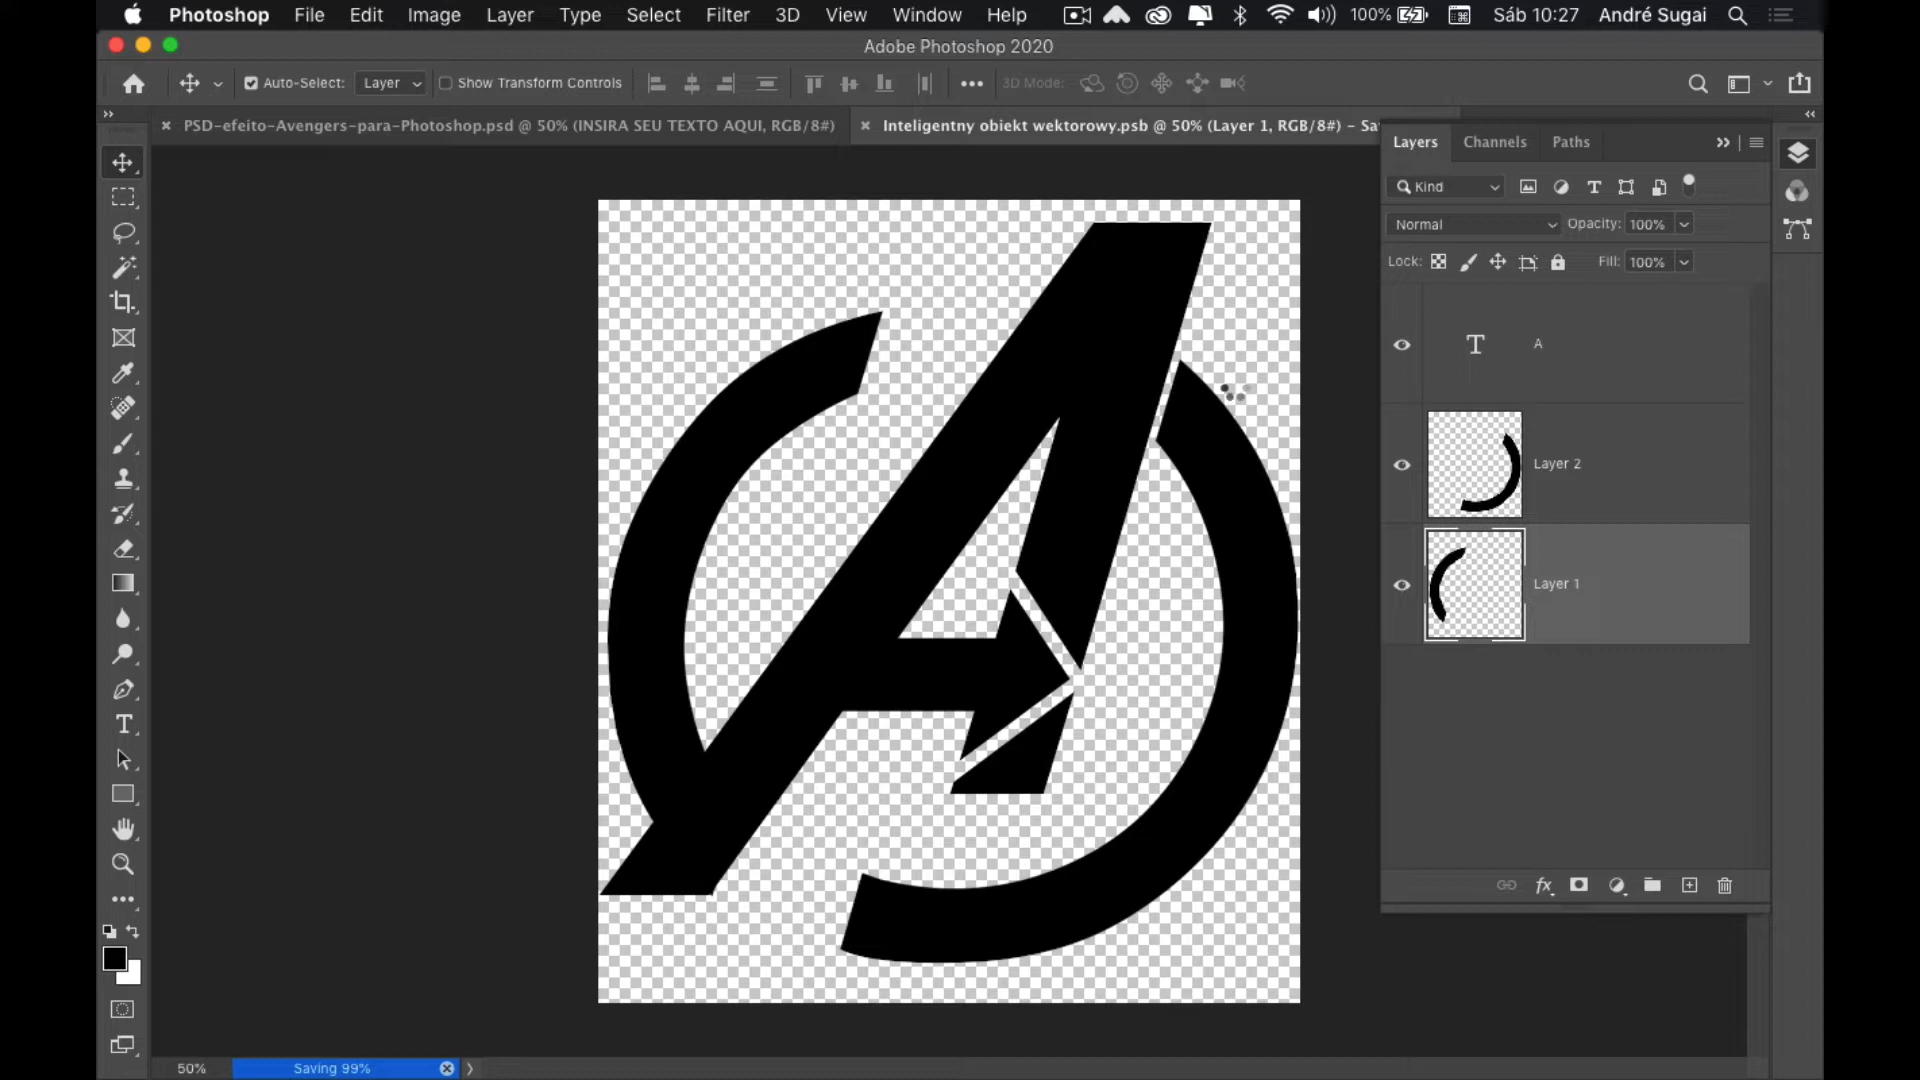 Photoshop File Edit Image Layer Type Select Filter 3D View Window Help 100% Sáb 10:27 André Sugai
Adobe Photoshop 2020
Auto-Select: Layer Show Transform Controls 3D Mode:
PSD-efeito-Avengers-para-Photoshop.psd @ 50% (INSIRA SEU TEXTO AQUI, RGB/8#) Inteligentny obiekt wektorowy.psb @ 50% (Layer 1, RGB/8#) – Sa
Layers Channels Paths
Kind
Normal Opacity: 100%
Lock: Fill: 100%
A
Layer 2
Layer 1
fx
50% Saving 99%